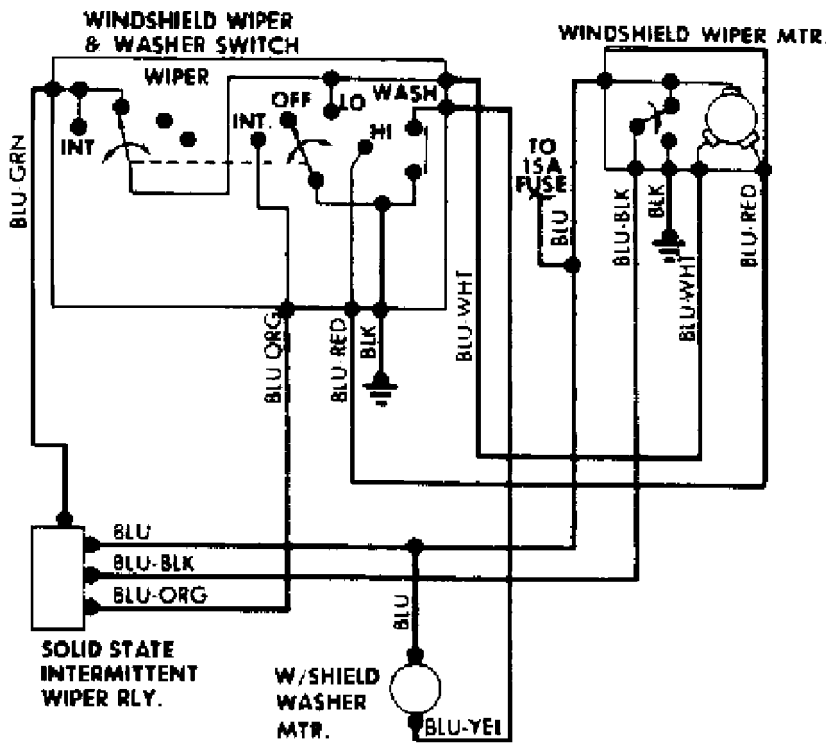 WINDSHIELD WIPER
& WASHER SWITCH
WINDSHIELD WIPER MTR.
WIPER
WASH
OFF
LO
INT
INT.
HI
TO
15A
FUSE
BLU-GRN
BLU
BLU-BLK
BLK
BLU-WHT
BLU-RED
BLU ORG
BLU-RED
BLK
BLU-WHT
BLU
BLU-BLK
BLU-ORG
BLU
SOLID STATE
INTERMITTENT
WIPER RLY.
W/SHIELD
WASHER
MTR.
BLU-YEL